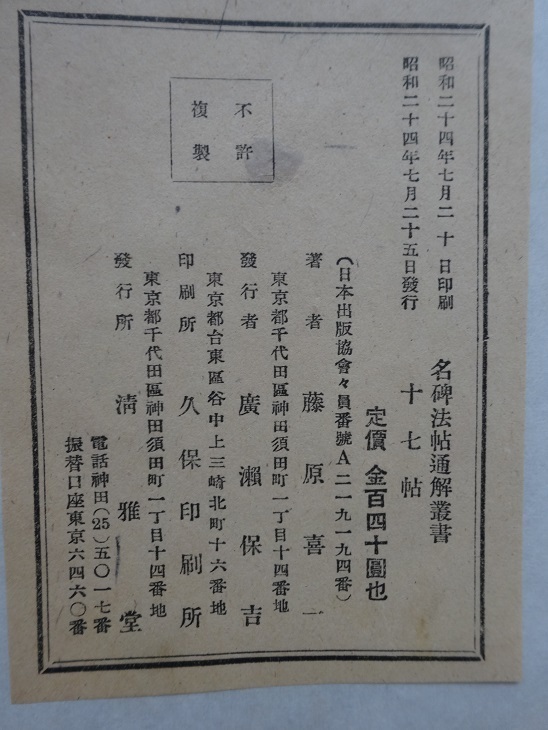 昭和二十四年七月二十日印刷
昭和二十四年七月二十五日發行
名碑法帖通解叢書
十七帖
定價 金百四十圓也
(日本出版協會々員番號A二一九一九四番)
著者 藤原喜一
東京都千代田區神田須田町一丁目十四番地
發行者 廣瀨保吉
東京都台東區谷中上三崎北町十六番地
印刷所 久保印刷所
東京都千代田區神田須田町一丁目十四番地
發行所 淸雅堂
電話神田(25)五〇一七番
振替口座東京六四六〇番
不許
複製